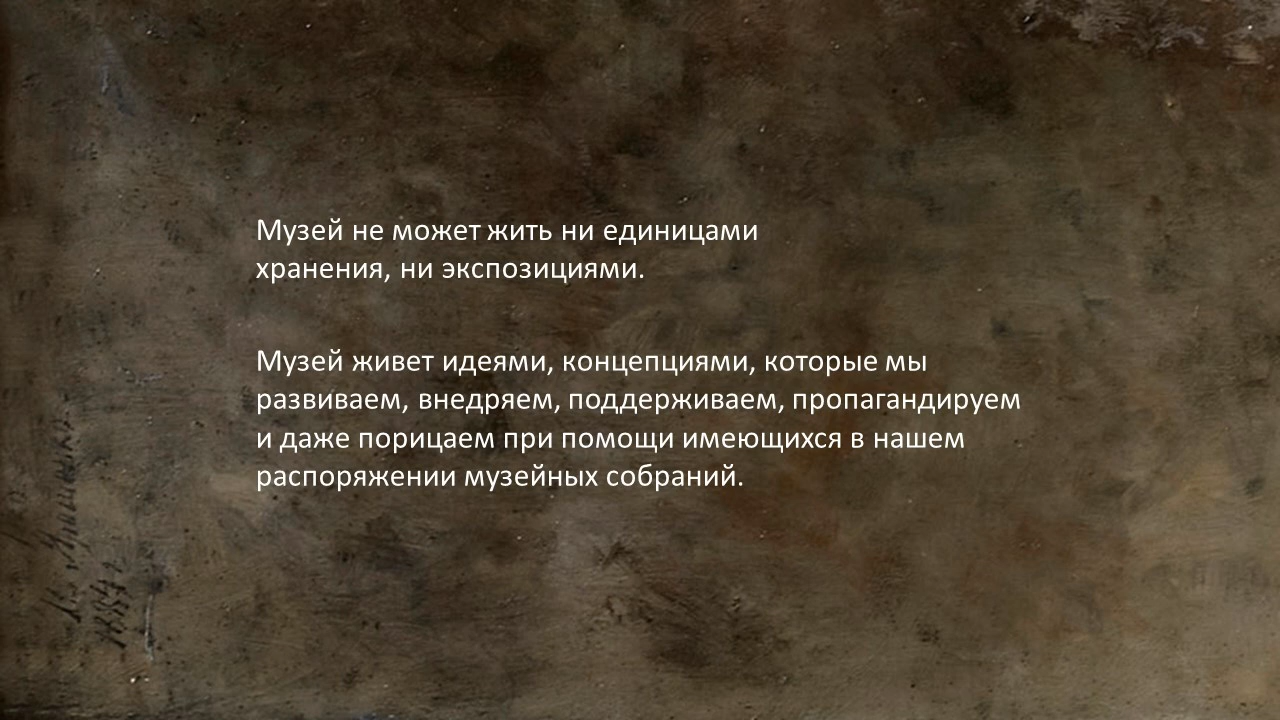 Музей не может жить ни единицами
хранения, ни экспозициями.
Музей живет идеями, концепциями, которые мы
развиваем, внедряем, поддерживаем, пропагандируем
и даже порицаем при помощи имеющихся в нашем
распоряжении музейных собраний.